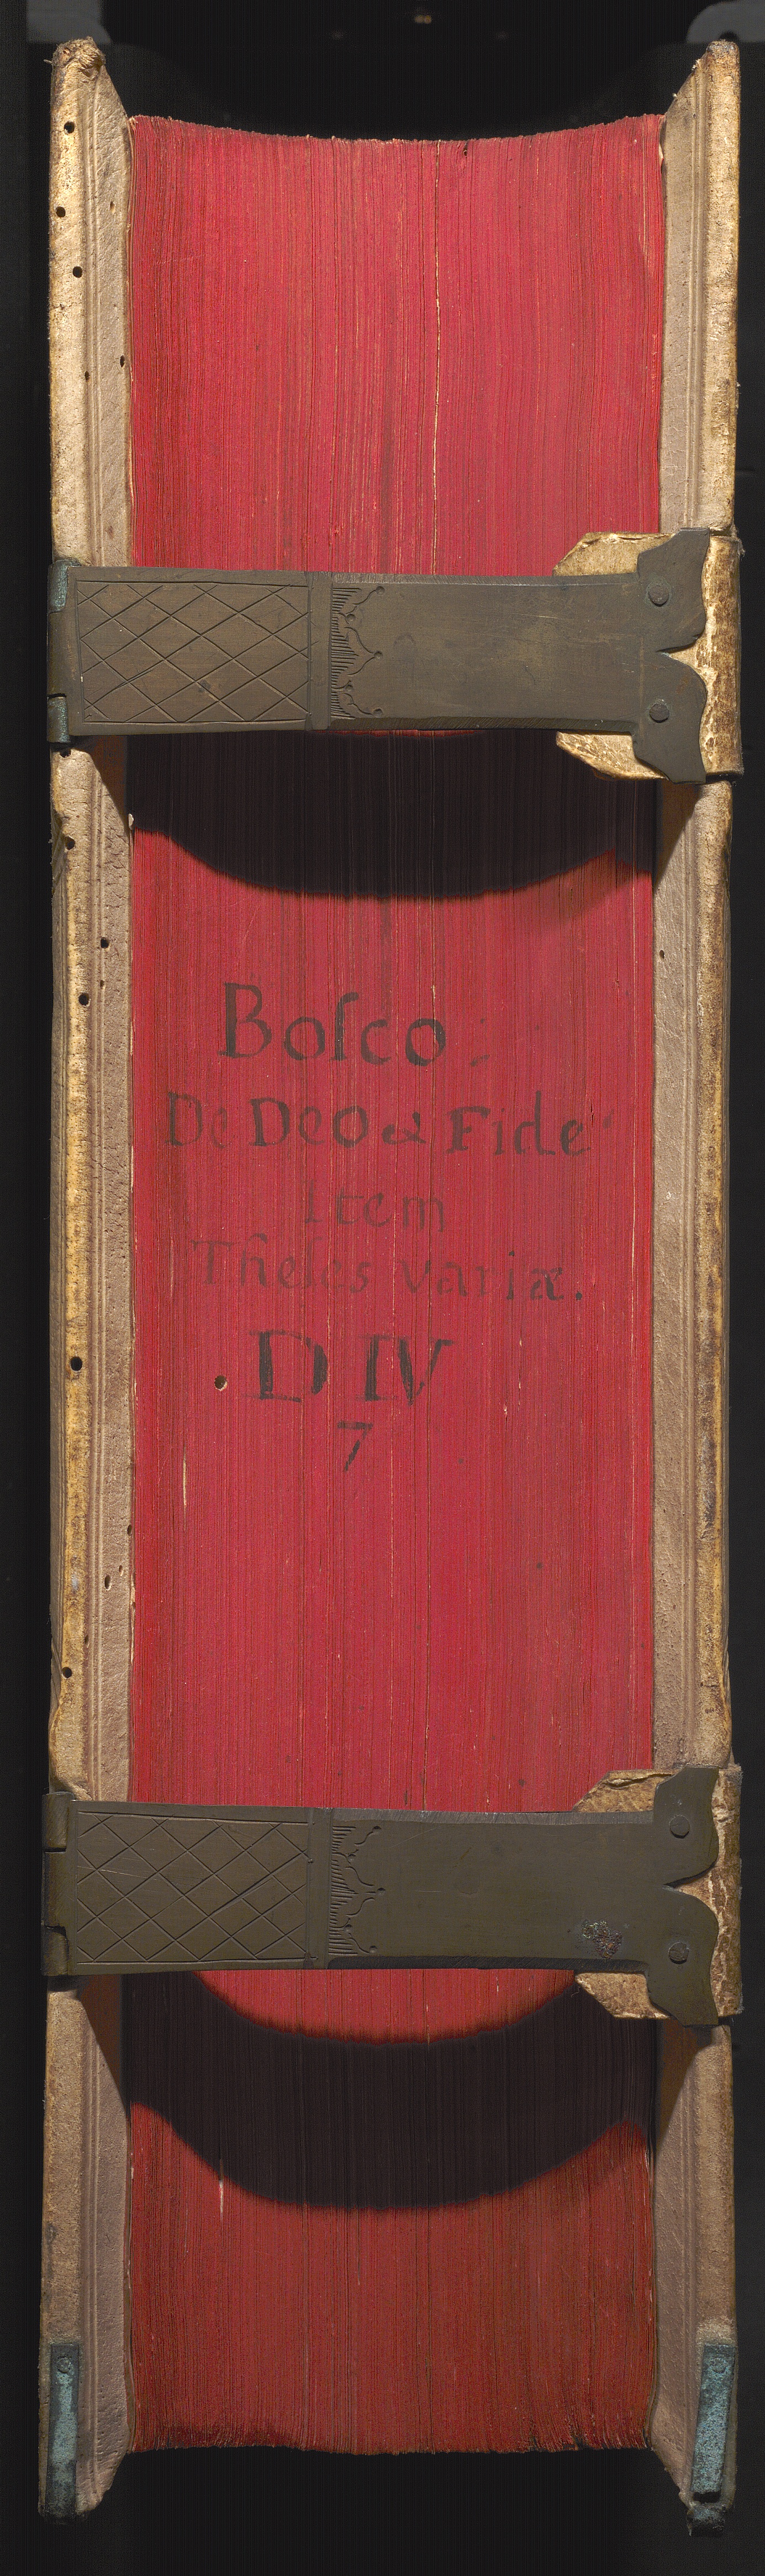 Boſco:
De Deo & Fide
Item
Theſes variæ.
D IV
7